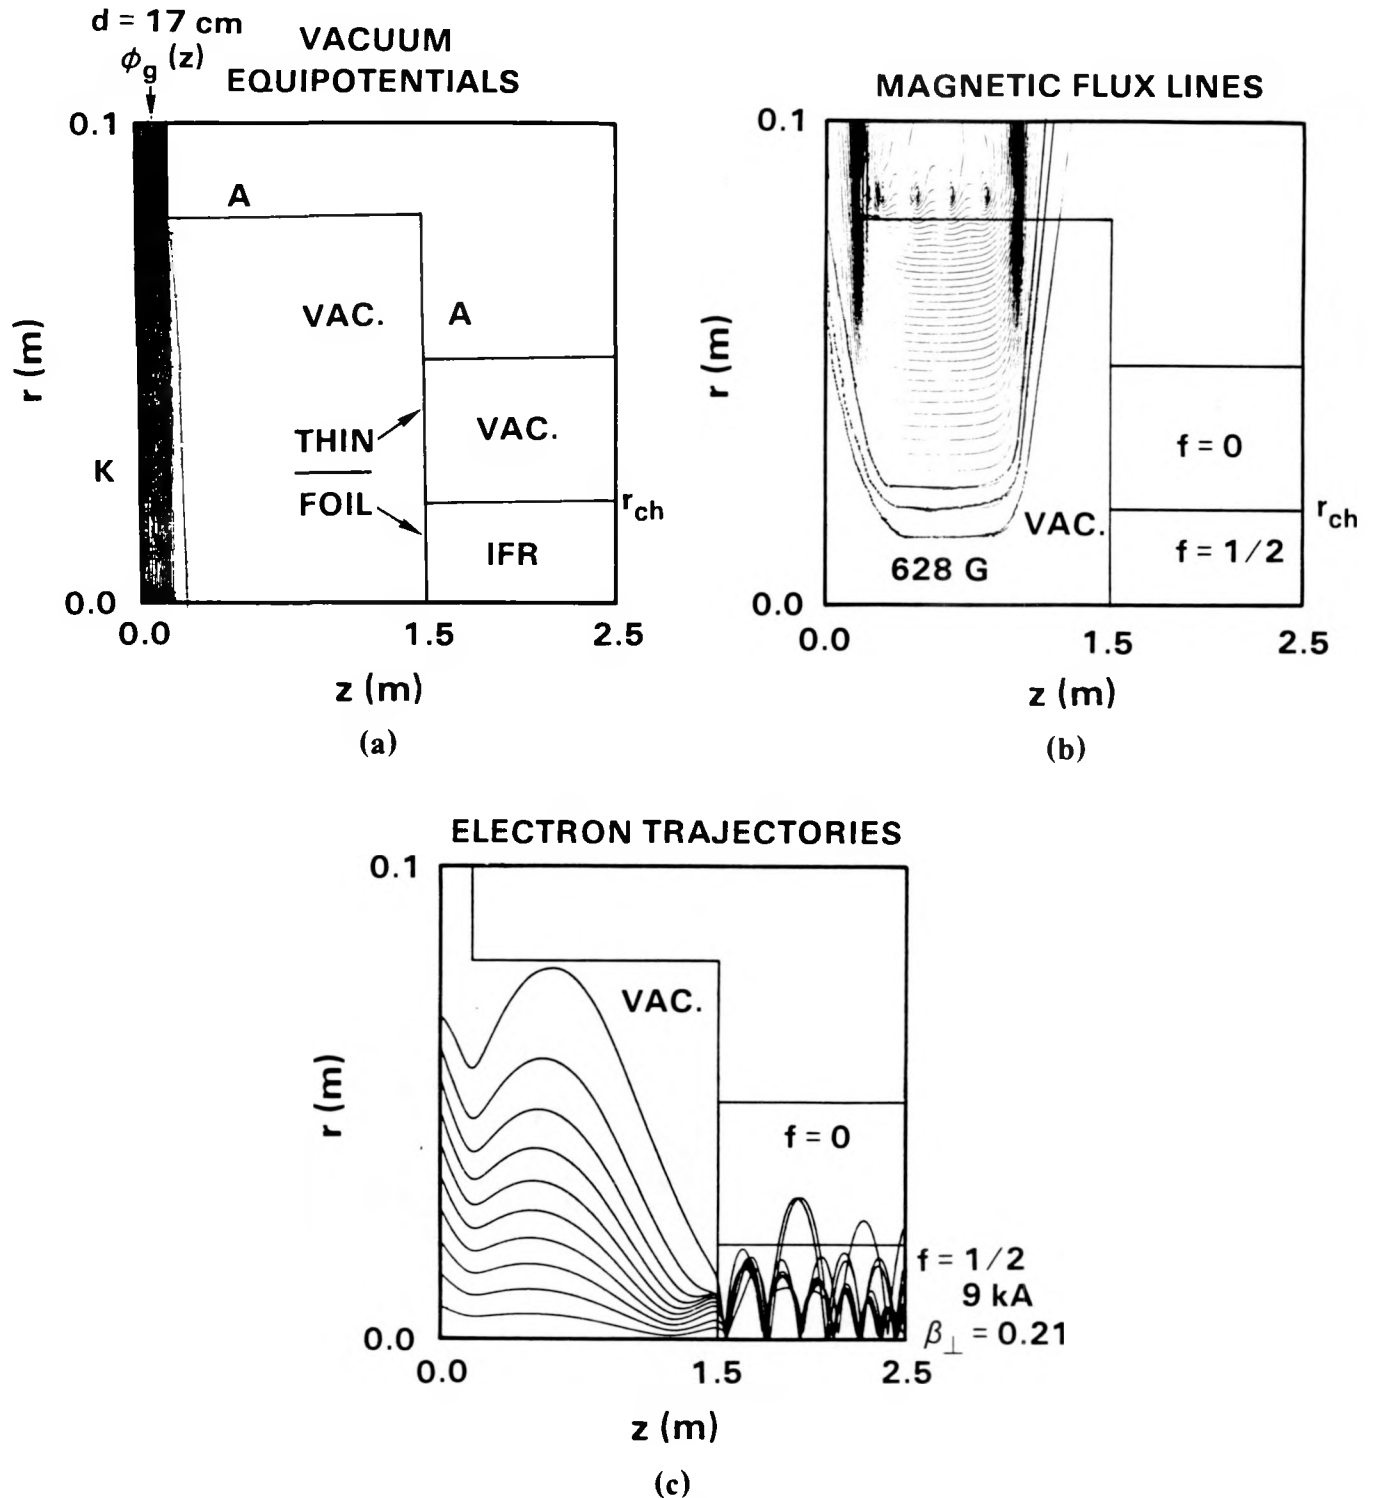 d = 17 cm
ϕg (z)
VACUUM
EQUIPOTENTIALS
0.1
A
VAC.
A
THIN
FOIL
VAC.
K
rch
IFR
0.0
0.0
1.5
2.5
r (m)
z (m)
(a)
MAGNETIC FLUX LINES
0.1
f = 0
VAC.
rch
f = 1/2
628 G
0.0
0.0
1.5
2.5
r (m)
z (m)
(b)
ELECTRON TRAJECTORIES
0.1
VAC.
f = 0
f = 1/2
9 kA
β⊥ = 0.21
0.0
0.0
1.5
2.5
r (m)
z (m)
(c)